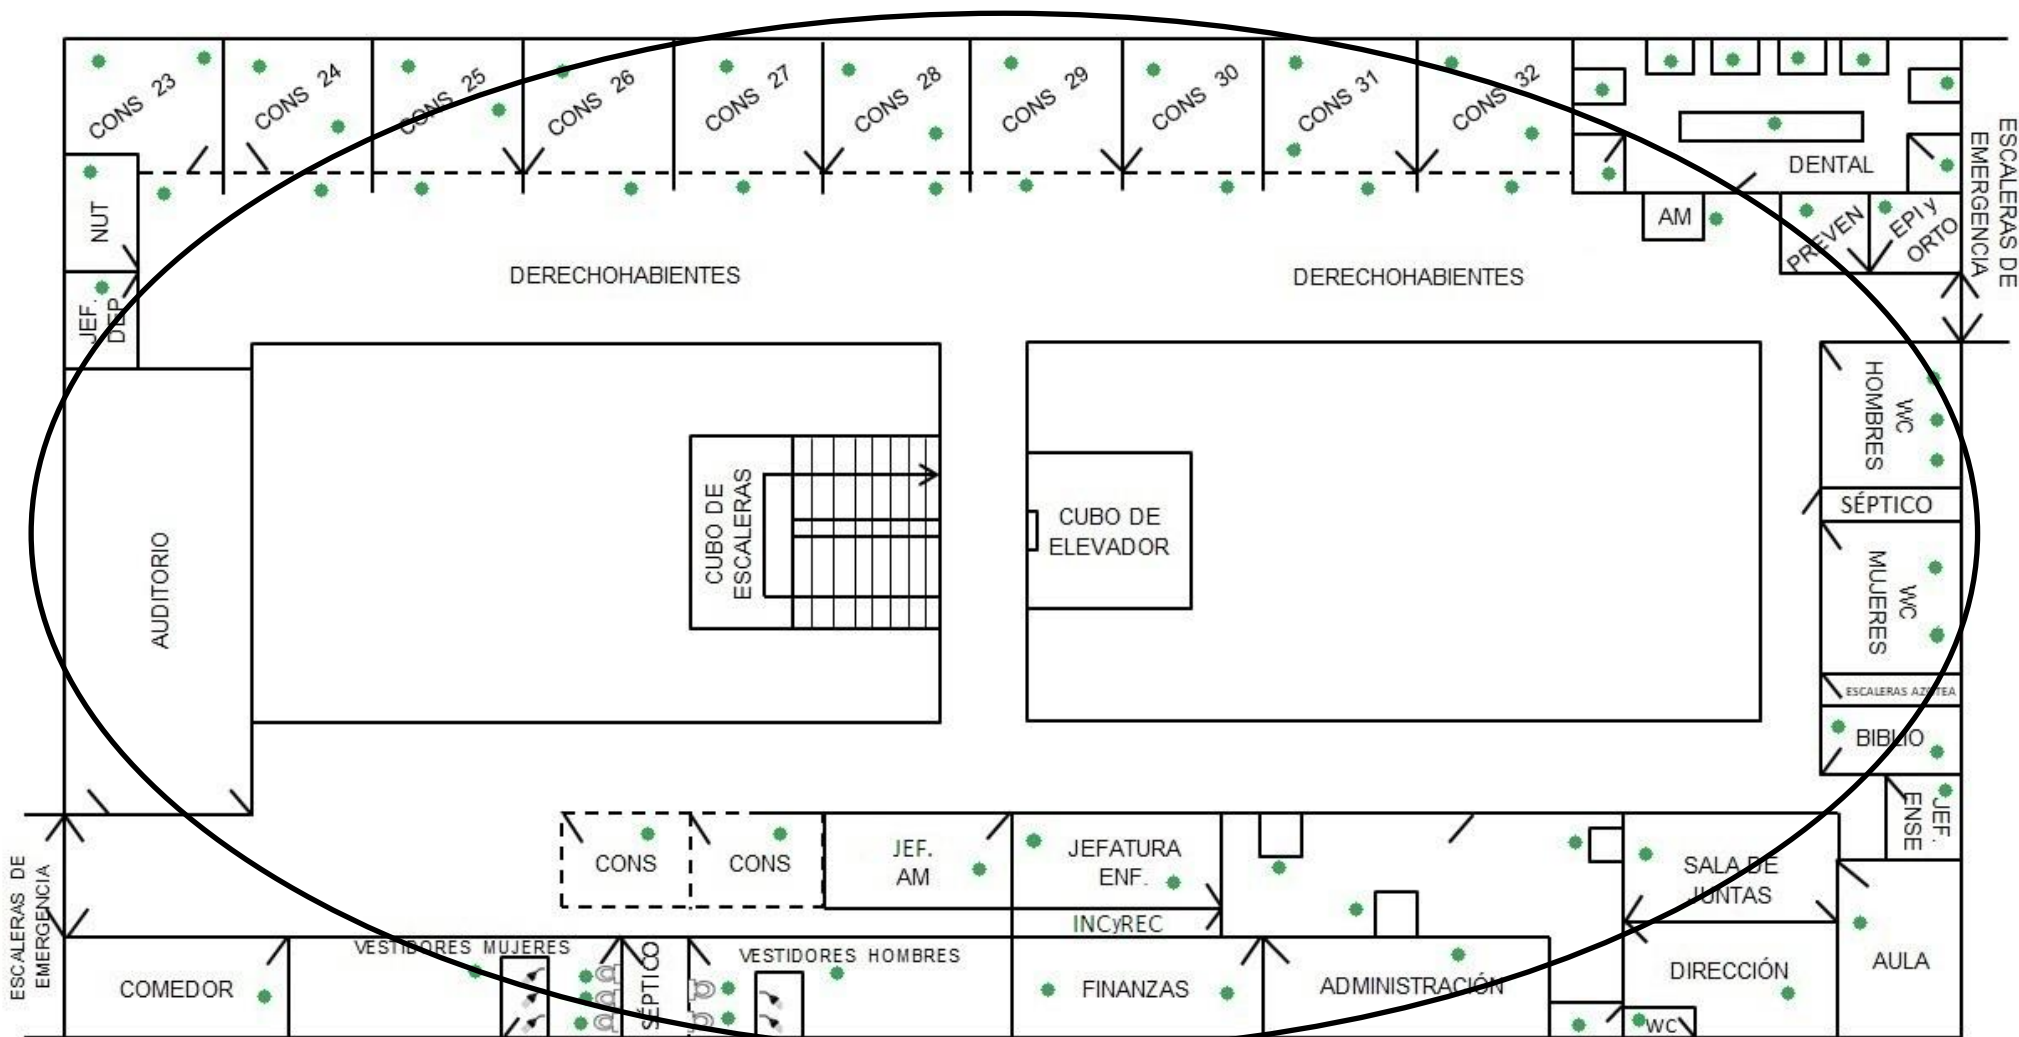 CONS 23
CONS 24
CONS 25
CONS 26
CONS 27
CONS 28
CONS 29
CONS 30
CONS 31
CONS 32
DENTAL
ESCALERAS DE
EMERGENCIA
NUT
AM
PREVEN
EPI y
ORTO
DERECHOHABIENTES
DERECHOHABIENTES
JEF.
DEP
WC
HOMBRES
CUBO DE
ESCALERAS
CUBO DE
ELEVADOR
SÉPTICO
AUDITORIO
WC
MUJERES
ESCALERAS AZOTEA
BIBLIO
JEF.
ENSE
CONS
CONS
JEF.
AM
JEFATURA
ENF.
SALA DE
JUNTAS
ESCALERAS DE
EMERGENCIA
INCyREC
VESTIDORES MUJERES
SÉPTICO
VESTIDORES HOMBRES
COMEDOR
FINANZAS
ADMINISTRACIÓN
DIRECCIÓN
AULA
WC